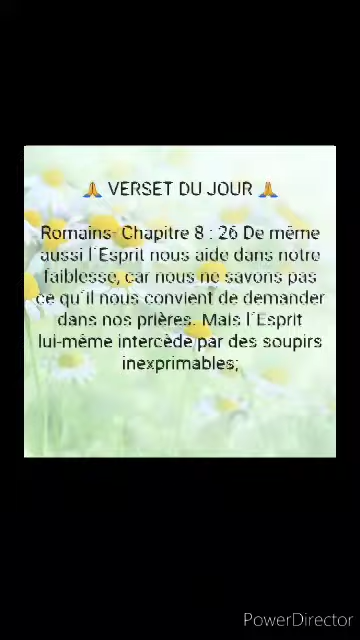 🙏 VERSET DU JOUR 🙏
Romains- Chapitre 8 : 26 De même
aussi l´Esprit nous aide dans notre
faiblesse, car nous ne savons pas
ce qu´il nous convient de demander
dans nos prières. Mais l´Esprit
lui-même intercède par des soupirs
inexprimables;
PowerDirector